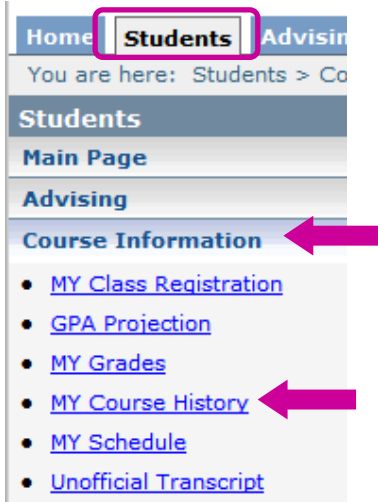 Home Students Advisin
You are here: Students > Co
Students
Main Page
Advising
Course Information
MY Class Registration
GPA Projection
MY Grades
MY Course History
MY Schedule
Unofficial Transcript